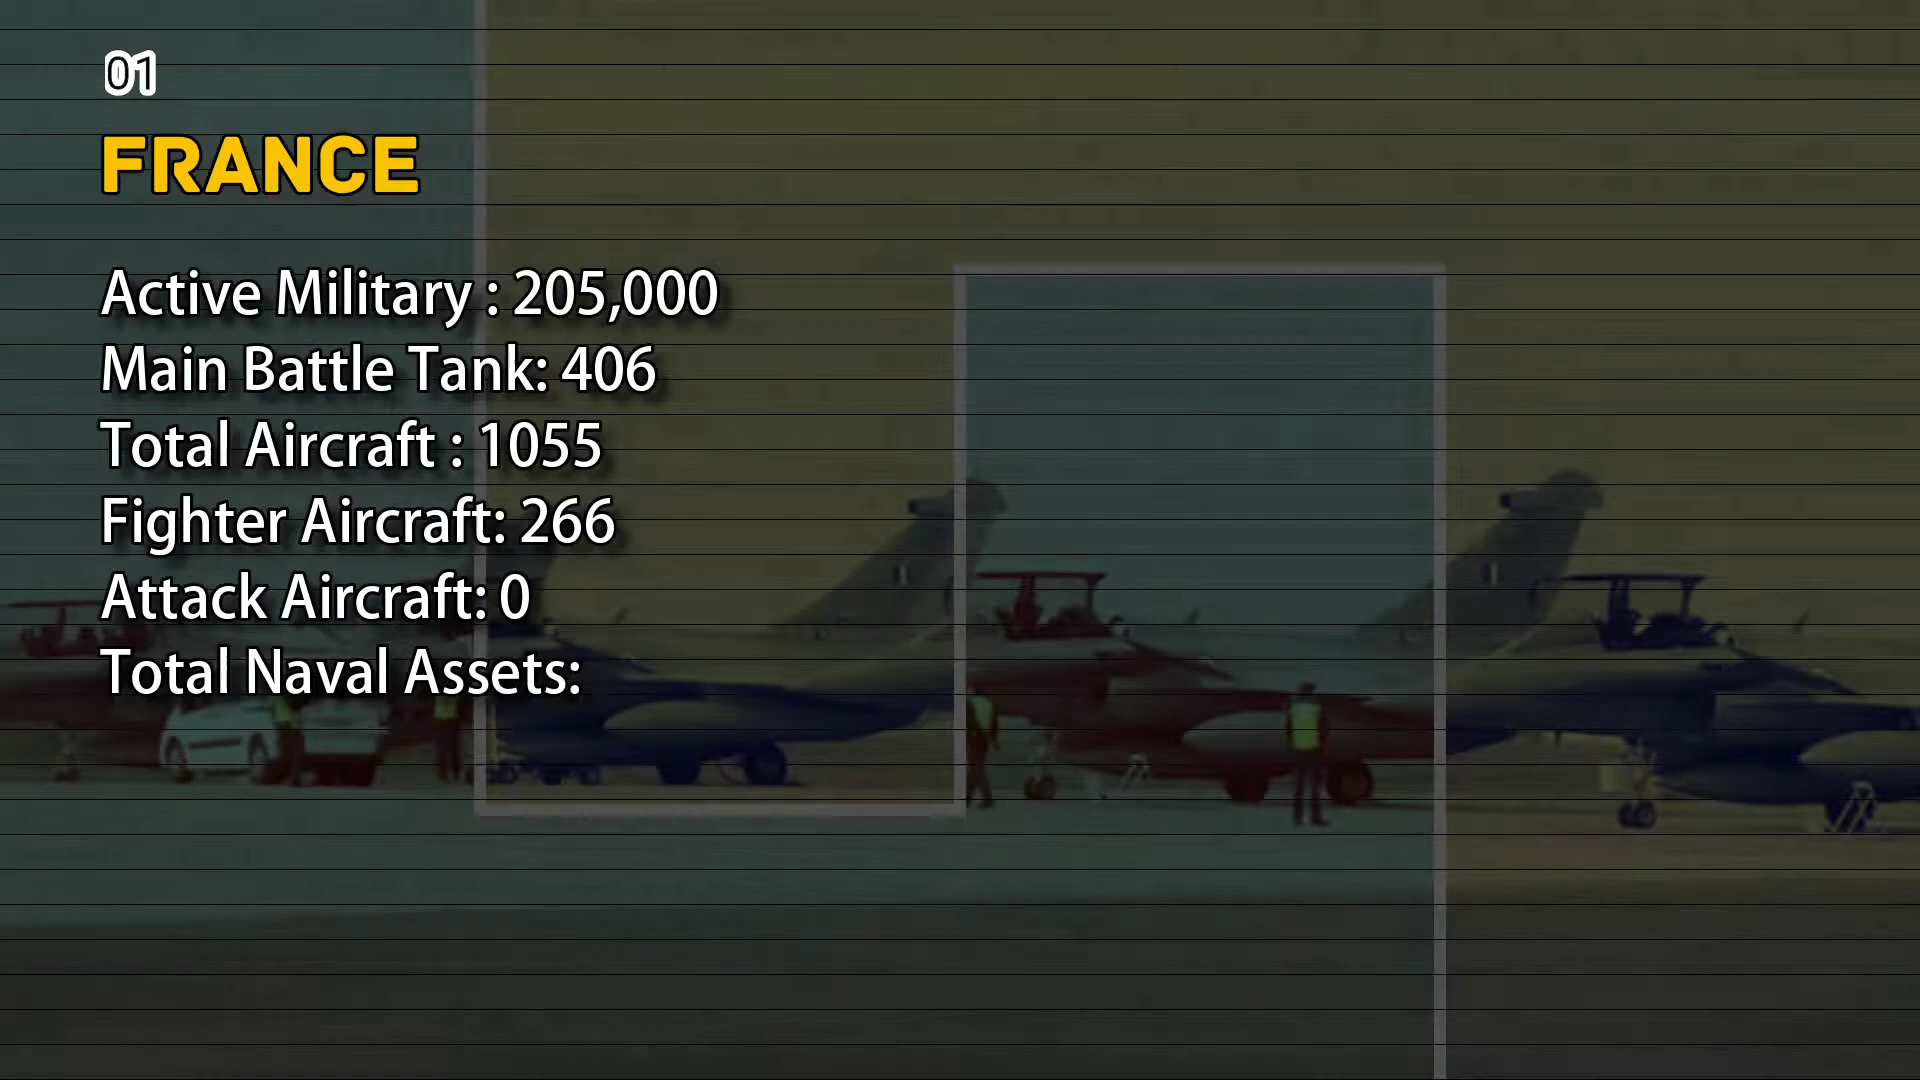 01
FRANCE
Active Military : 205,000
Main Battle Tank: 406
Total Aircraft : 1055
Fighter Aircraft: 266
Attack Aircraft: 0
Total Naval Assets: